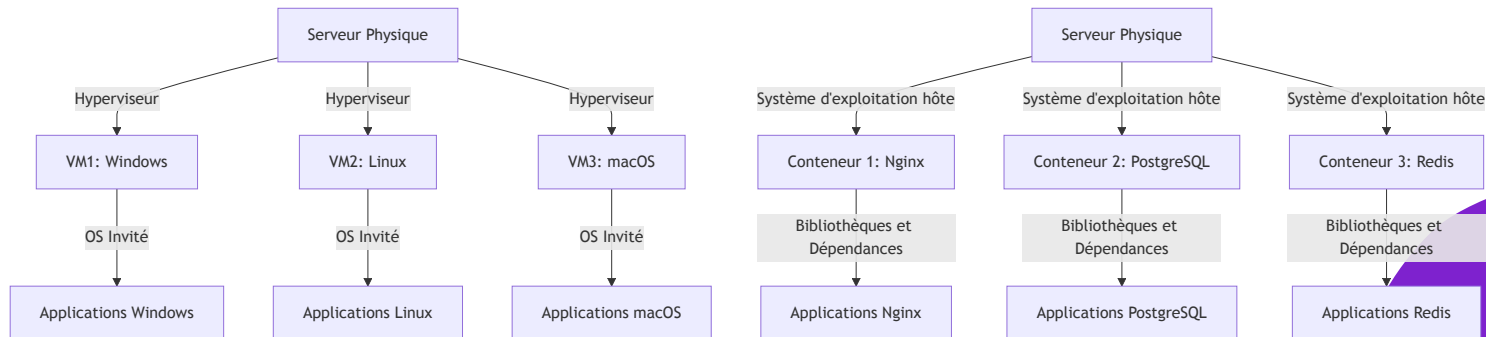 Serveur Physique
Serveur Physique
Hyperviseur
Hyperviseur
Hyperviseur
Système d'exploitation hôte
Système d'exploitation hôte
Système d'exploitation hôte
VM1: Windows
VM2: Linux
VM3: macOS
Conteneur 1: Nginx
Conteneur 2: PostgreSQL
Conteneur 3: Redis
OS Invité
OS Invité
OS Invité
Bibliothèques et
Dépendances
Bibliothèques et
Dépendances
Bibliothèques et
Dépendances
Applications Windows
Applications Linux
Applications macOS
Applications Nginx
Applications PostgreSQL
Applications Redis